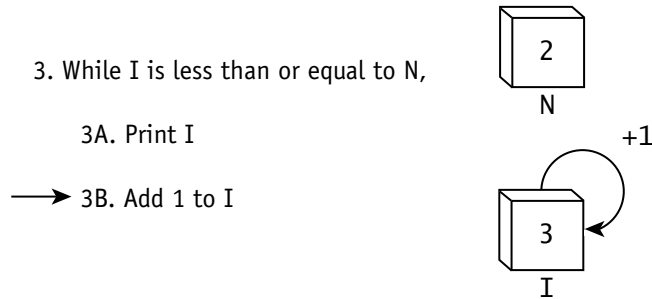 3. While I is less than or equal to N,
3A. Print I
3B. Add 1 to I
2
N
+1
3
I